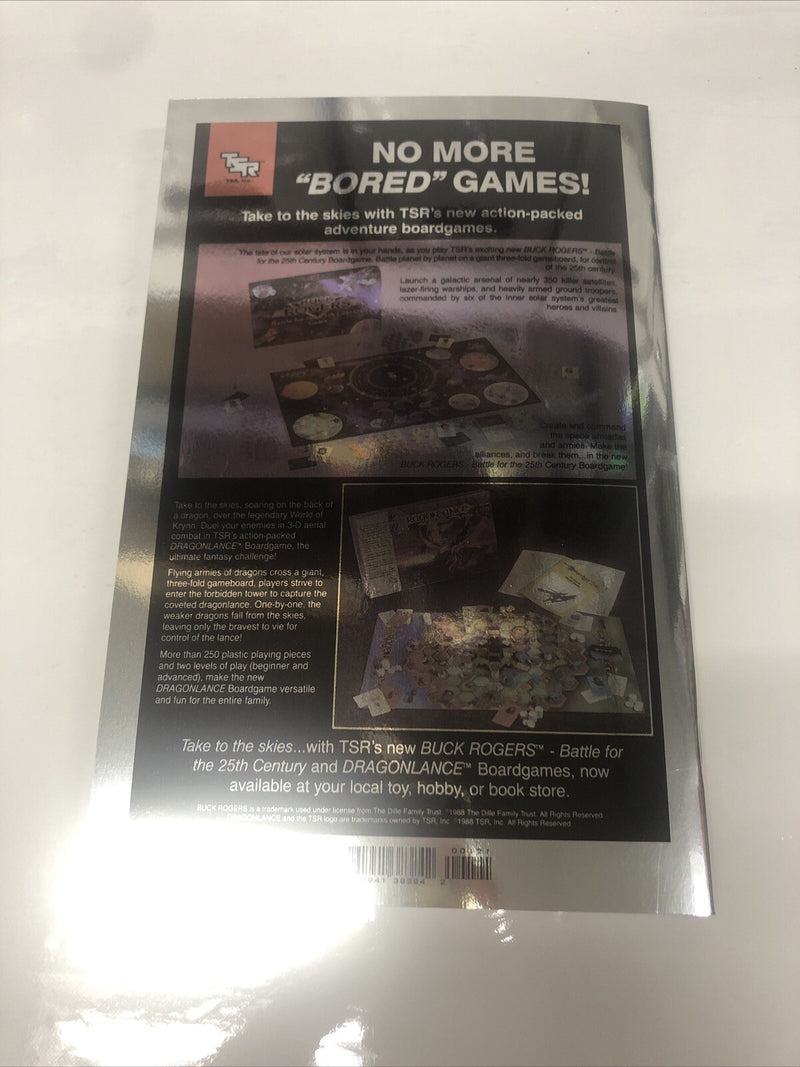 TSR
TSR, Inc.
NO MORE
"BORED" GAMES!
Take to the skies with TSR's new action-packed
adventure boardgames.
The fate of our solar system is in your hands, as you play TSR's exciting new BUCK ROGERS™ - Battle
for the 25th Century Boardgame. Battle planet by planet on a giant three-fold gameboard, for control
of the 25th century.
Launch a galactic arsenal of nearly 350 killer satellites,
lazer-firing warships, and heavily armed ground troopers,
commanded by six of the inner solar system's greatest
heroes and villains.
Create and command
the space armadas
and armies. Make the
alliances, and break them...in the new
BUCK ROGERS - Battle for the 25th Century Boardgame!
Take to the skies, soaring on the back of
a dragon, over the legendary World of
Krynn. Duel your enemies in 3-D aerial
combat in TSR's action-packed
DRAGONLANCE™ Boardgame, the
ultimate fantasy challenge!
Flying armies of dragons cross a giant,
three-fold gameboard, players strive to
enter the forbidden tower to capture the
coveted dragonlance. One-by-one, the
weaker dragons fall from the skies,
leaving only the bravest to vie for
control of the lance!
More than 250 plastic playing pieces
and two levels of play (beginner and
advanced), make the new
DRAGONLANCE Boardgame versatile
and fun for the entire family.
Take to the skies...with TSR's new BUCK ROGERS™ - Battle for
the 25th Century and DRAGONLANCE™ Boardgames, now
available at your local toy, hobby, or book store.
BUCK ROGERS is a trademark used under license from The Dille Family Trust. ©1988 The Dille Family Trust. All Rights Reserved.
DRAGONLANCE and the TSR logo are trademarks owned by TSR, Inc. ©1988 TSR, Inc. All Rights Reserved.
941 38384 2